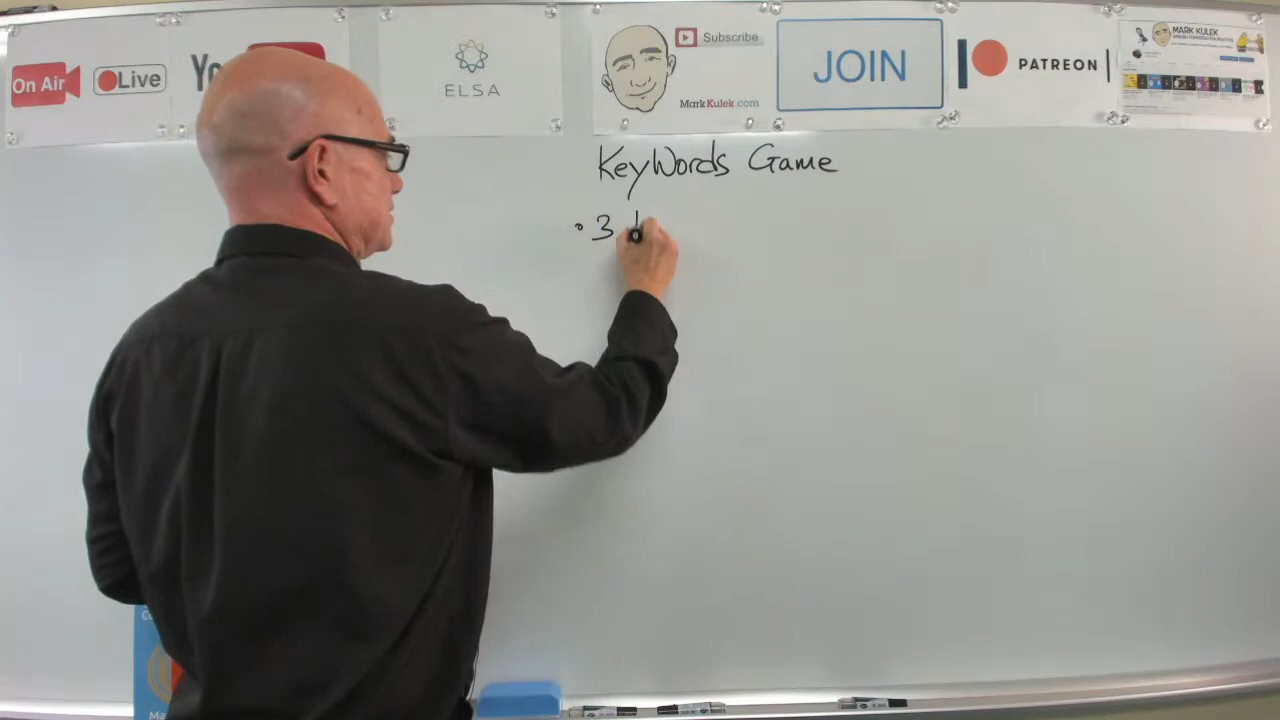 On Air
Live
ELSA
Subscribe
MarkKulek.com
JOIN
PATREON
MARK KULEK
KeyWords Game
• 3